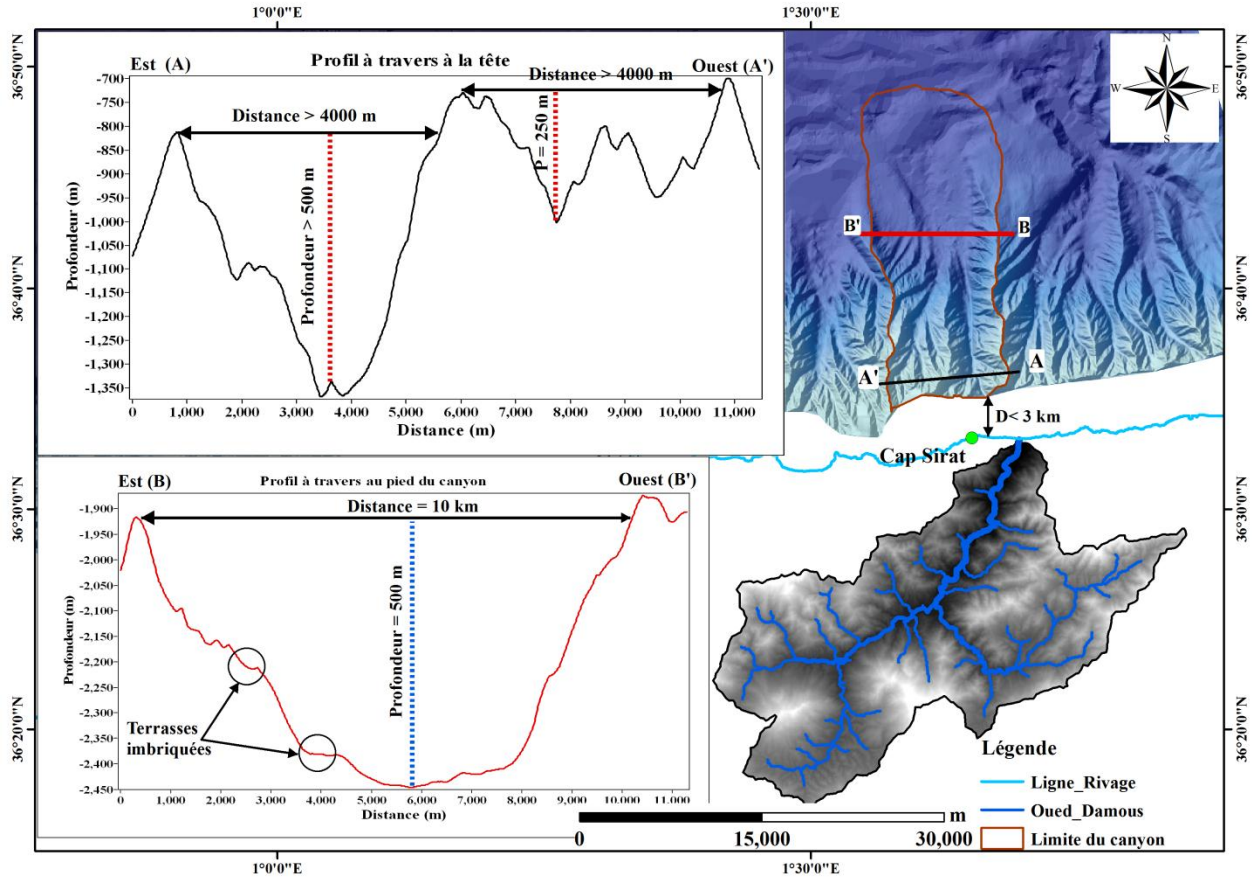 1°0'0"E
1°30'0"E
36°50'0"N
36°40'0"N
36°30'0"N
36°20'0"N
Est (A)
Profil à travers à la tête
Ouest (A')
Distance > 4000 m
Distance > 4000 m
Profondeur > 500 m
P = 250 m
Profondeur (m)
-700
-750
-800
-850
-900
-950
-1,000
-1,050
-1,100
-1,150
-1,200
-1,250
-1,300
-1,350
0
1,000
2,000
3,000
4,000
5,000
6,000
7,000
8,000
9,000
10,000
11,000
Distance (m)
N
W
E
S
B'
B
A'
A
D< 3 km
Cap Sirat
36°50'0"N
36°40'0"N
36°30'0"N
36°20'0"N
Est (B)
Profil à travers au pied du canyon
Ouest (B')
Distance = 10 km
Profondeur = 500 m
Terrasses
imbriquées
Profondeur (m)
-1,900
-1,950
-2,000
-2,050
-2,100
-2,150
-2,200
-2,250
-2,300
-2,350
-2,400
-2,450
0
1,000
2,000
3,000
4,000
5,000
6,000
7,000
8,000
9,000
10,000
11,000
Distance (m)
Légende
Ligne_Rivage
Oued_Damous
Limite du canyon
m
0
15,000
30,000
1°0'0"E
1°30'0"E